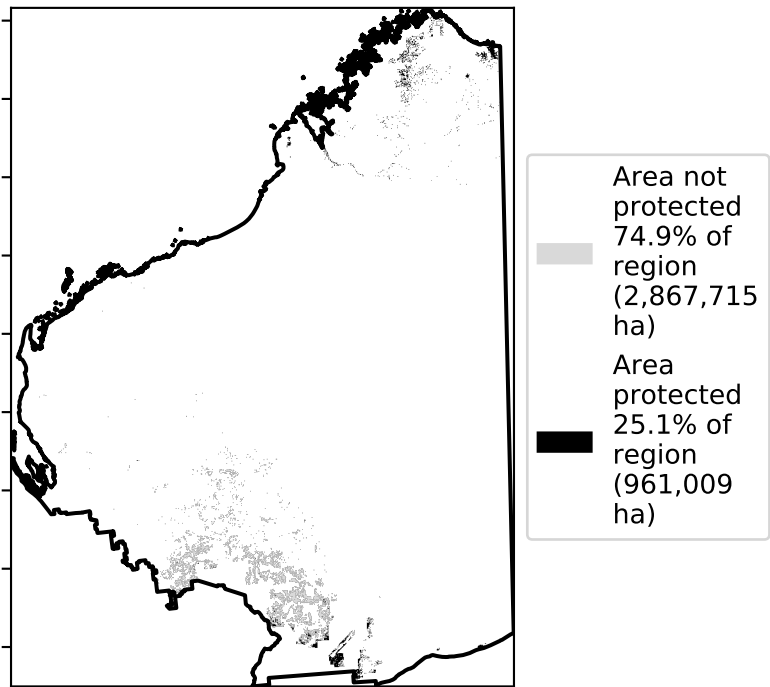 Area not
protected
74.9% of
region
(2,867,715
ha)
Area
protected
25.1% of
region
(961,009
ha)